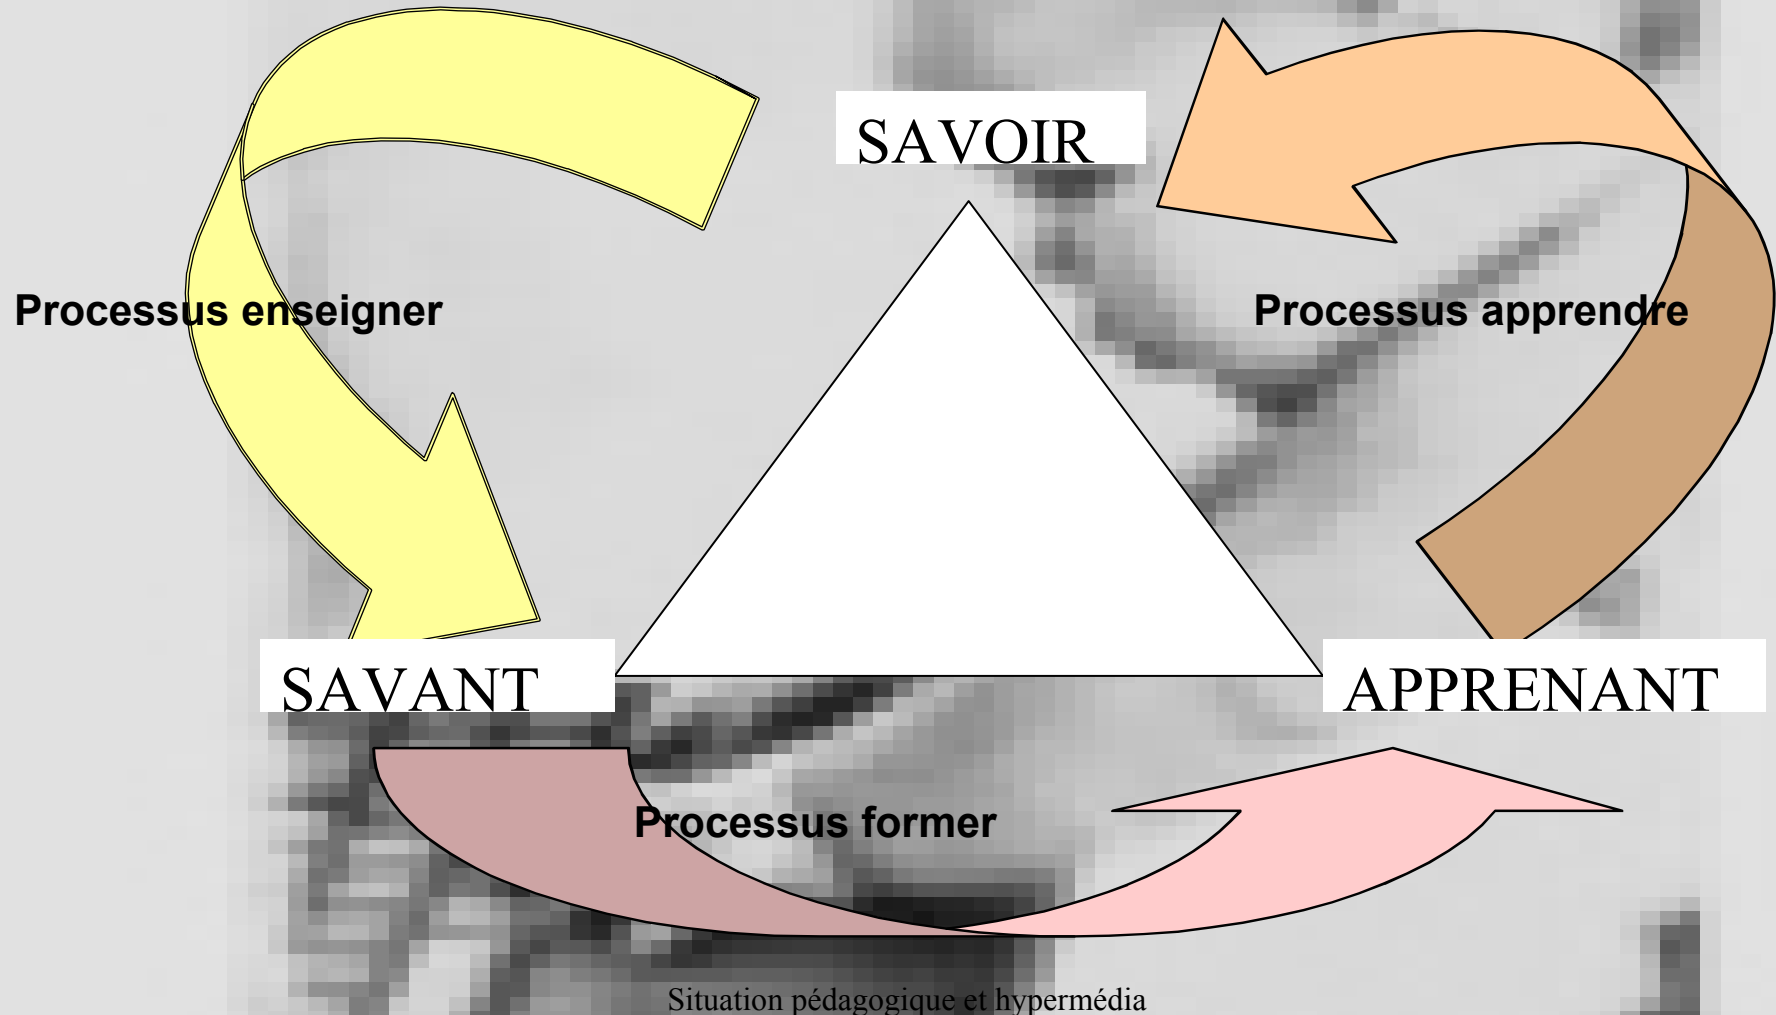 SAVOIR
Processus enseigner
Processus apprendre
SAVANT
APPRENANT
Processus former
Situation pédagogique et hypermédia